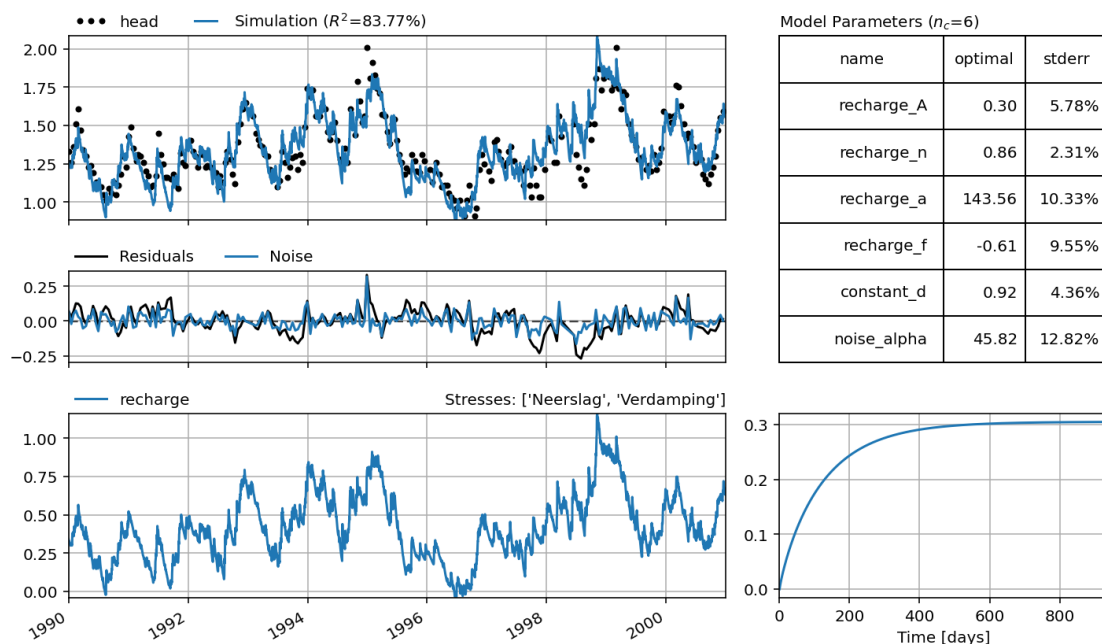 head Simulation (R²=83.77%)
2.00
1.75
1.50
1.25
1.00
Residuals Noise
0.25
0.00
−0.25
recharge Stresses: ['Neerslag', 'Verdamping']
1.00
0.75
0.50
0.25
0.00
1990 1992 1994 1996 1998 2000
Model Parameters (n_c=6)
name optimal stderr
recharge_A 0.30 5.78%
recharge_n 0.86 2.31%
recharge_a 143.56 10.33%
recharge_f -0.61 9.55%
constant_d 0.92 4.36%
noise_alpha 45.82 12.82%
0.3
0.2
0.1
0.0
0 200 400 600 800
Time [days]